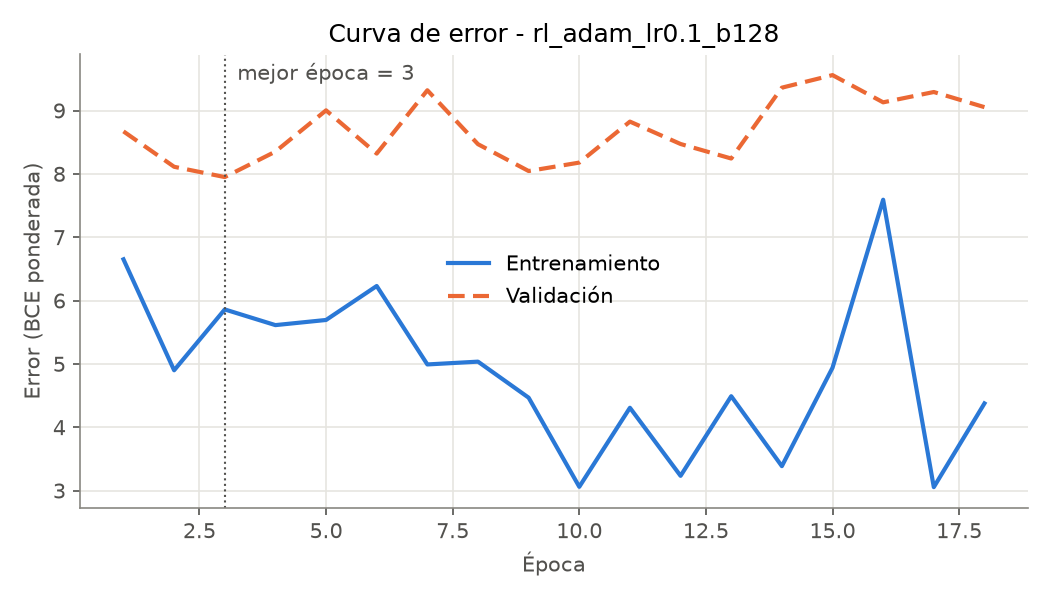 Curva de error - rl_adam_lr0.1_b128
mejor época = 3
Error (BCE ponderada)
9
8
7
6
5
4
3
Entrenamiento
Validación
2.5 5.0 7.5 10.0 12.5 15.0 17.5
Época